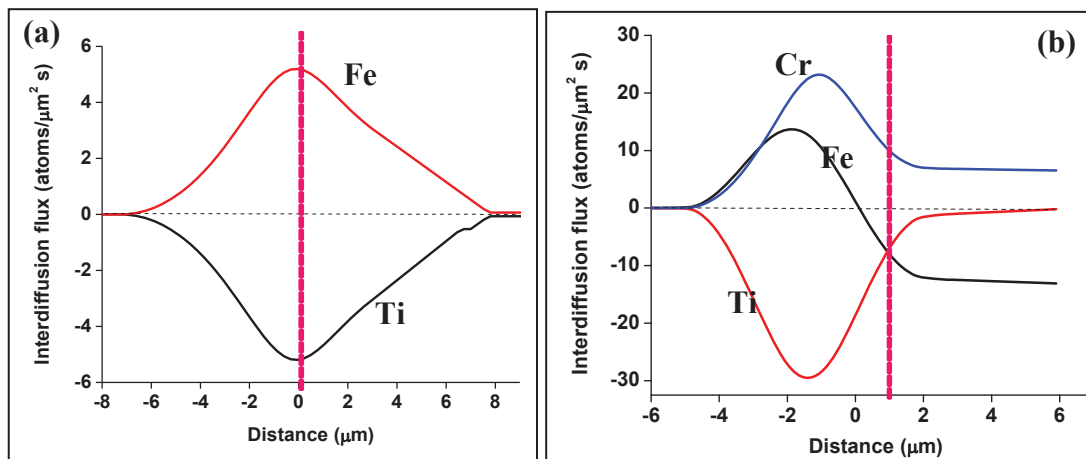 (a)
Interdiffusion flux (atoms/μm² s)
6
4
2
0
-2
-4
-6
Fe
Ti
-8 -6 -4 -2 0 2 4 6 8
Distance (μm)
(b)
Interdiffusion flux (atoms/μm² s)
30
20
10
0
-10
-20
-30
Cr
Fe
Ti
-6 -4 -2 0 2 4 6
Distance (μm)